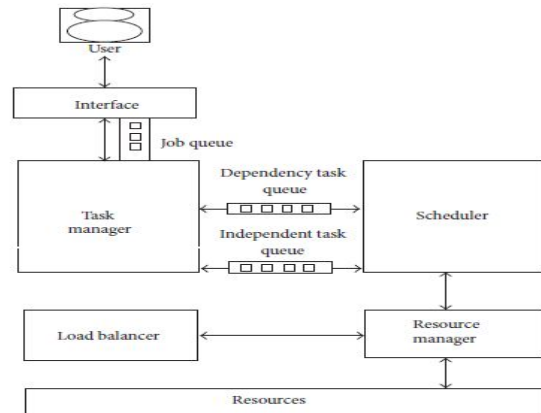 User
Interface
Job queue
Dependency task
queue
Task
manager
Scheduler
Independent task
queue
Load balancer
Resource
manager
Resources